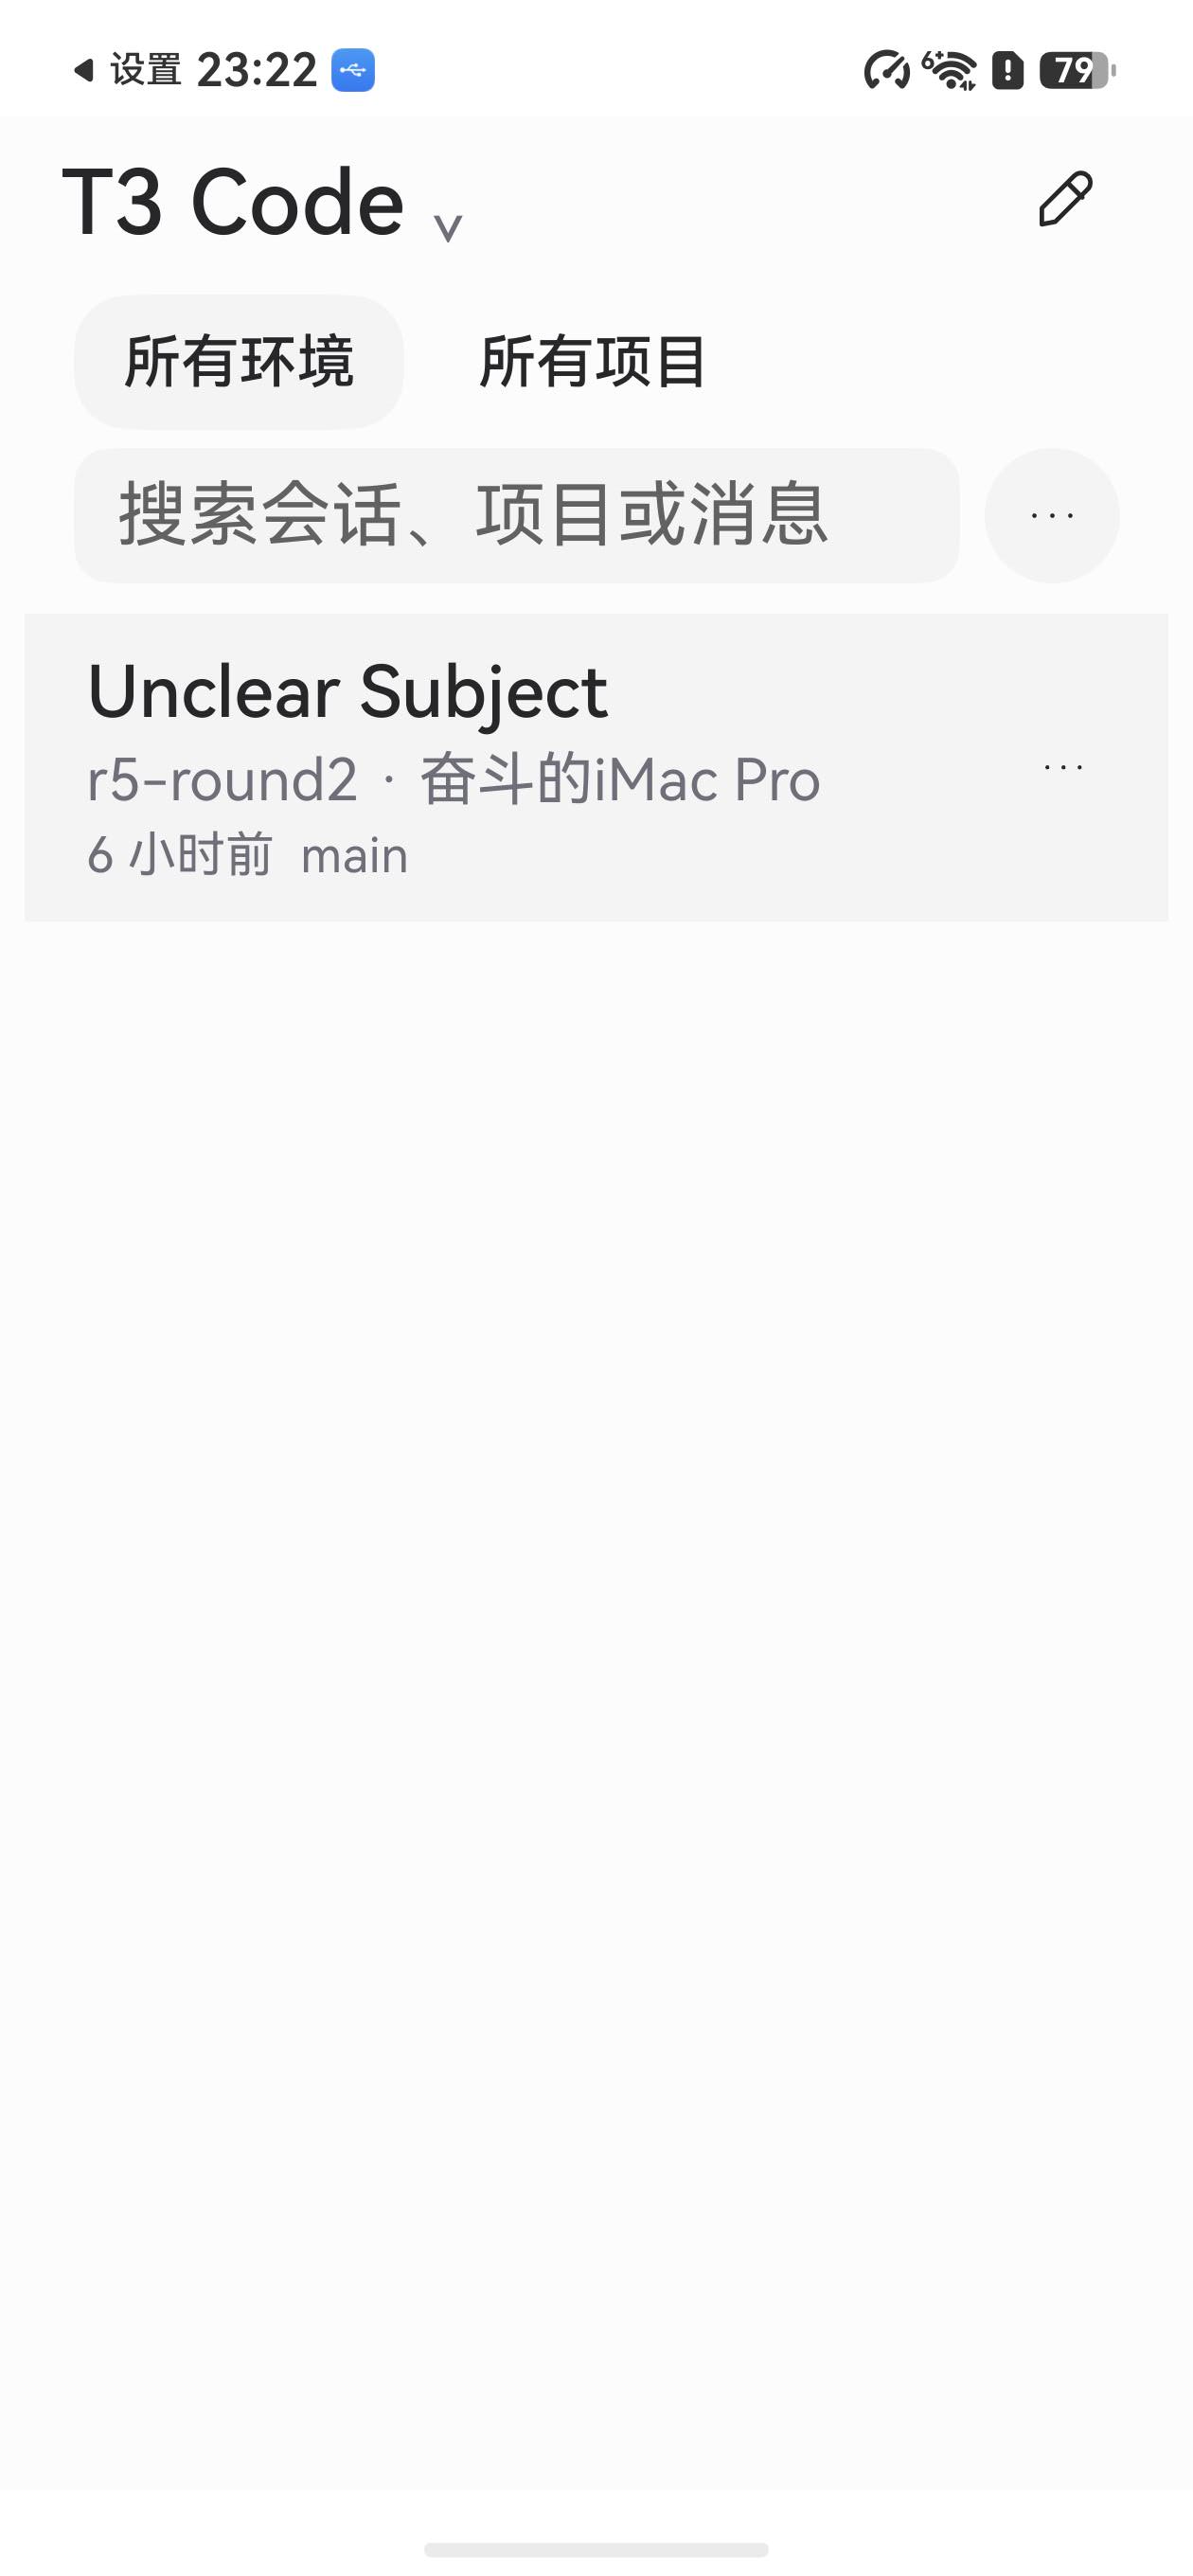 设置 23:22
6+ 79
T3 Code
所有环境 所有项目
搜索会话、项目或消息 ...
Unclear Subject
r5-round2 · 奋斗的iMac Pro ...
6 小时前 main